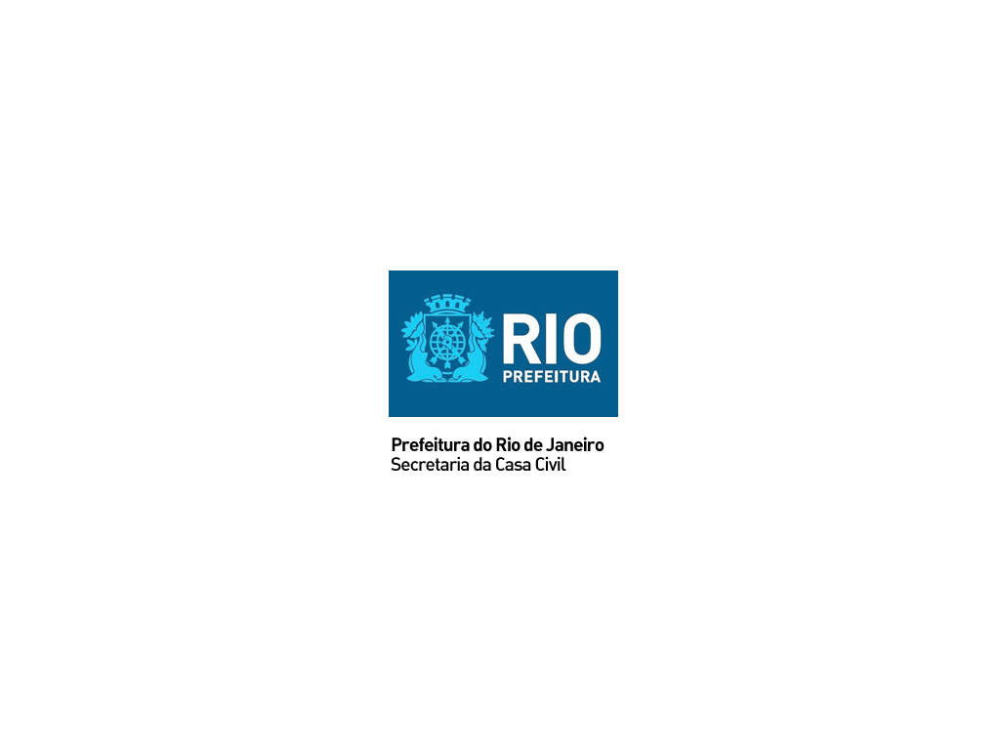 RIO
PREFEITURA
Prefeitura do Rio de Janeiro
Secretaria da Casa Civil